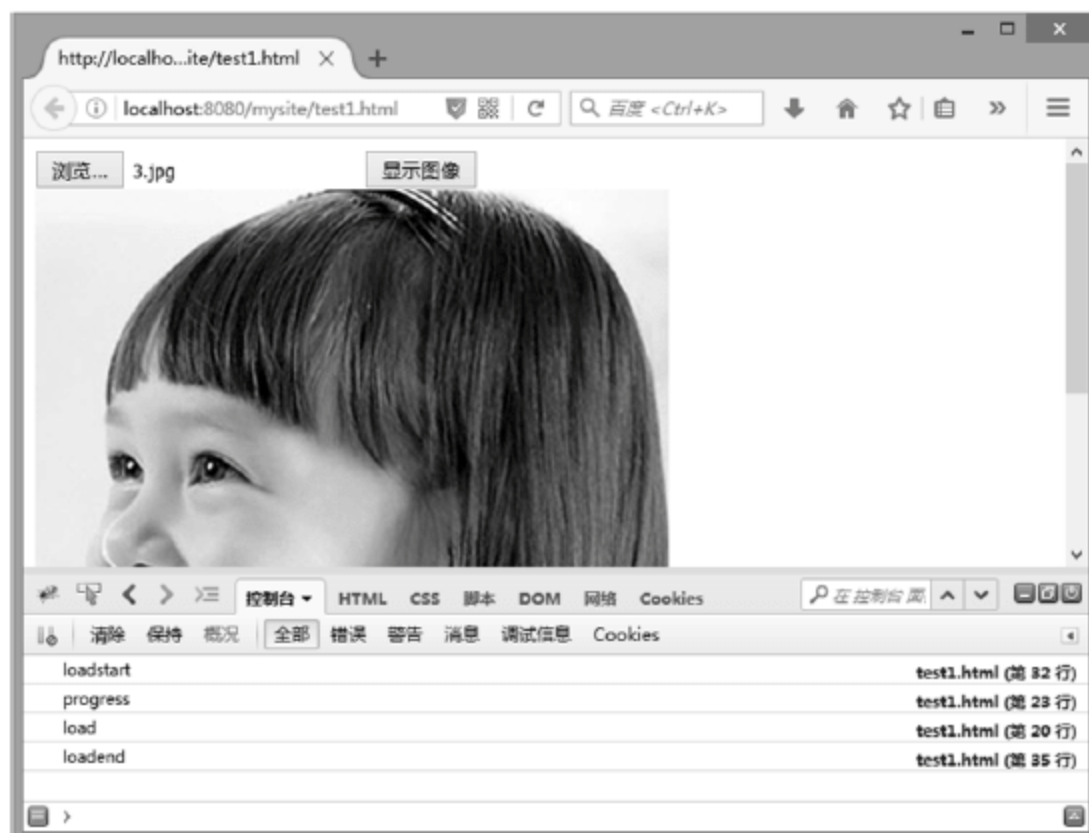 http://localho...ite/test1.html
localhost:8080/mysite/test1.html 百度 <Ctrl+K>
浏览... 3.jpg 显示图像
控制台 HTML CSS 脚本 DOM 网络 Cookies 在控制台面
清除 保持 概况 全部 错误 警告 消息 调试信息 Cookies
loadstart test1.html (第 32 行)
progress test1.html (第 23 行)
load test1.html (第 20 行)
loadend test1.html (第 35 行)